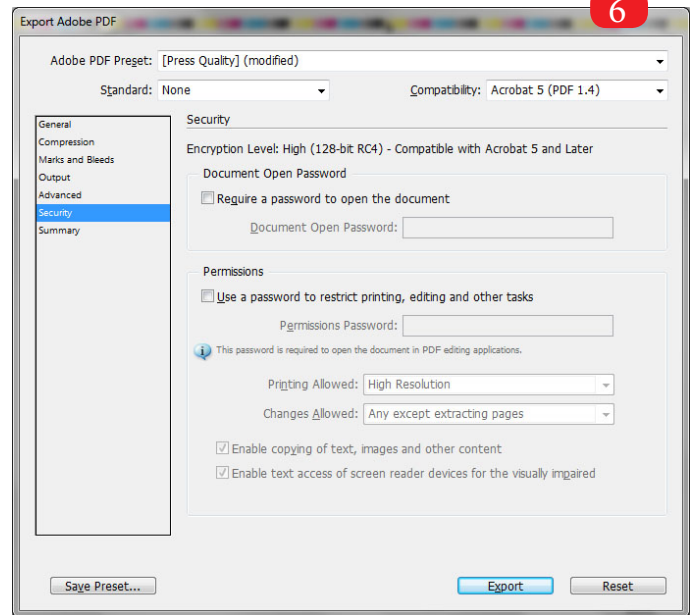 6
Export Adobe PDF
Adobe PDF Preset: [Press Quality] (modified)
Standard: None Compatibility: Acrobat 5 (PDF 1.4)
General
Compression
Marks and Bleeds
Output
Advanced
Security
Summary
Security
Encryption Level: High (128-bit RC4) - Compatible with Acrobat 5 and Later
Document Open Password
Require a password to open the document
Document Open Password:
Permissions
Use a password to restrict printing, editing and other tasks
Permissions Password:
This password is required to open the document in PDF editing applications.
Printing Allowed: High Resolution
Changes Allowed: Any except extracting pages
Enable copying of text, images and other content
Enable text access of screen reader devices for the visually impaired
Save Preset... Export Reset